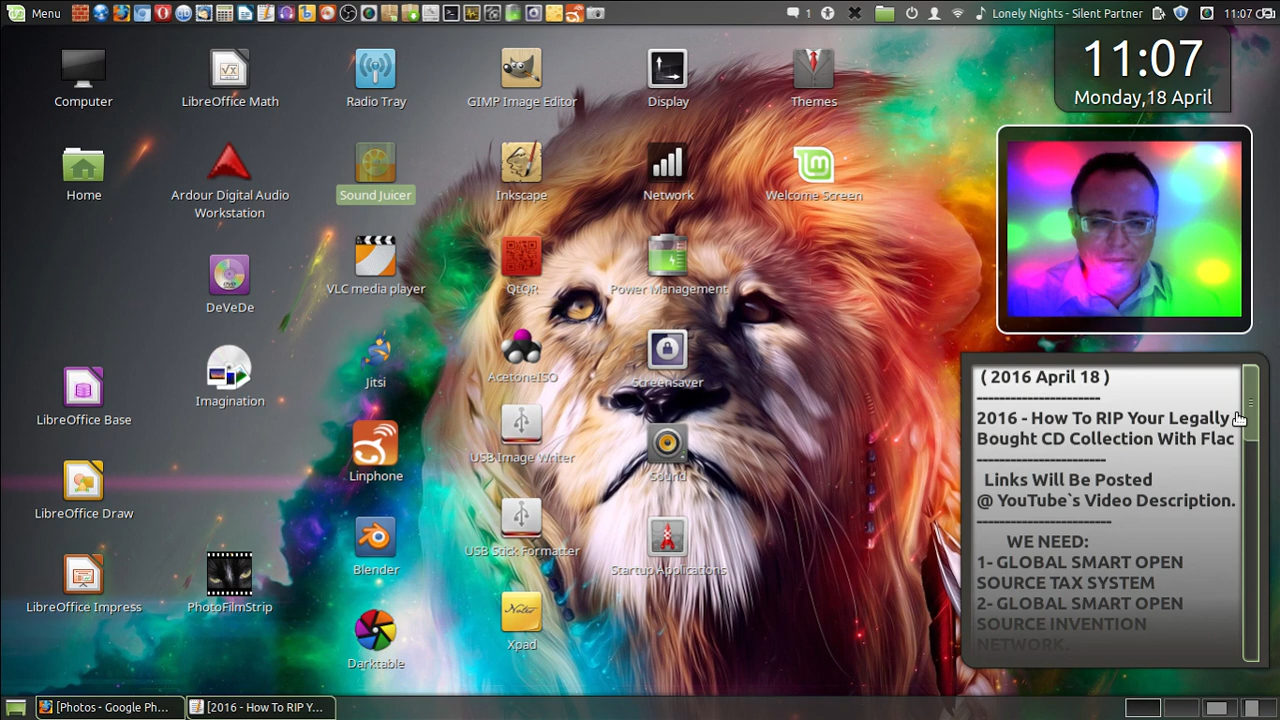 Menu
1
Lonely Nights - Silent Partner
11:07
11:07
Monday,18 April
Computer
LibreOffice Math
Radio Tray
GIMP Image Editor
Display
Themes
Home
Ardour Digital Audio
Workstation
Sound Juicer
Inkscape
Network
Welcome Screen
DeVeDe
VLC media player
QtQR
Power Management
LibreOffice Base
Imagination
Jitsi
AcetoneISO
Screensaver
LibreOffice Draw
Linphone
USB Image Writer
Sound
LibreOffice Impress
PhotoFilmStrip
Blender
USB Stick Formatter
Startup Applications
Darktable
Notes
Xpad
( 2016 April 18 )
----------------------
2016 - How To RIP Your Legally
Bought CD Collection With Flac
-----------------------
Links Will Be Posted
@ YouTube`s Video Description.
------------------------
WE NEED:
1- GLOBAL SMART OPEN
SOURCE TAX SYSTEM
2- GLOBAL SMART OPEN
SOURCE INVENTION
NETWORK.
[Photos - Google Ph...
[2016 - How To RIP Y...